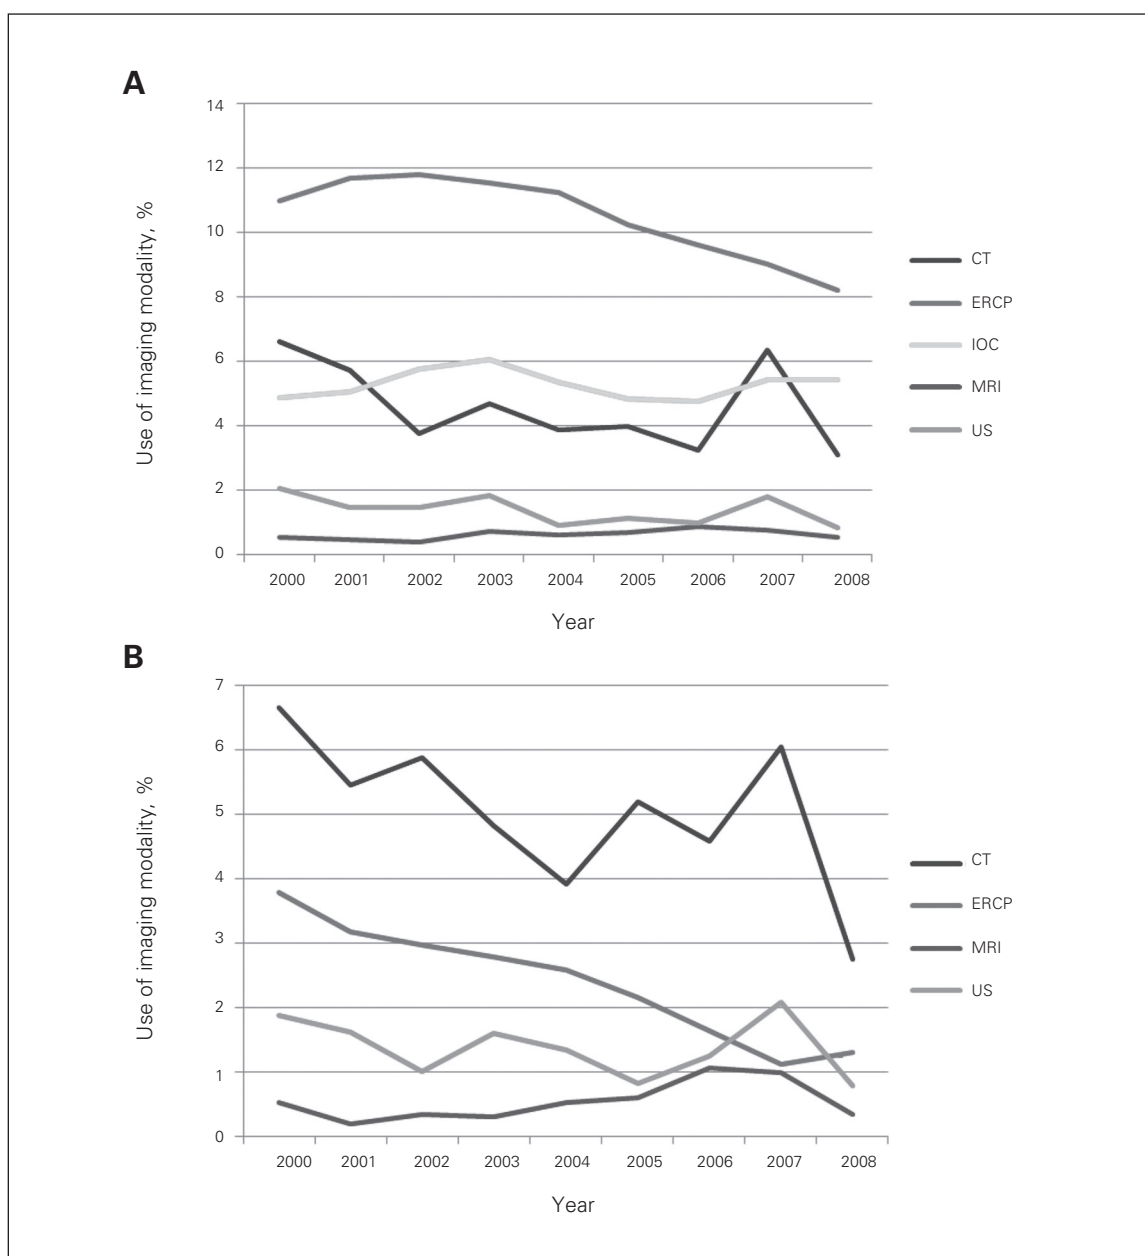 A
14
12
10
8
6
4
2
0
Use of imaging modality, %
2000 2001 2002 2003 2004 2005 2006 2007 2008
Year
CT
ERCP
IOC
MRI
US
B
7
6
5
4
3
2
1
0
Use of imaging modality, %
2000 2001 2002 2003 2004 2005 2006 2007 2008
Year
CT
ERCP
MRI
US